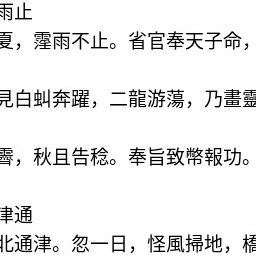 雨止
夏，霪雨不止。省官奉天子命，
見白虯奔躍，二龍游蕩，乃畫靈
霽，秋且告稔。奉旨致幣報功。
律通
北通津。忽一日，怪風掃地，橋